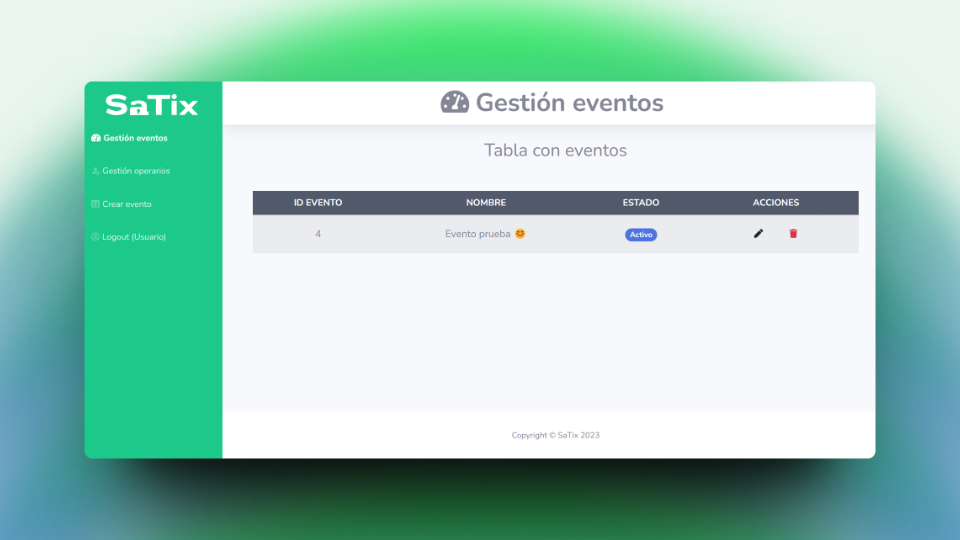 SaTix
Gestión eventos
Gestión operarios
Crear evento
Logout (Usuario)
Gestión eventos
Tabla con eventos
ID EVENTO NOMBRE ESTADO ACCIONES
4 Evento prueba 😊 Activo
Copyright © SaTix 2023